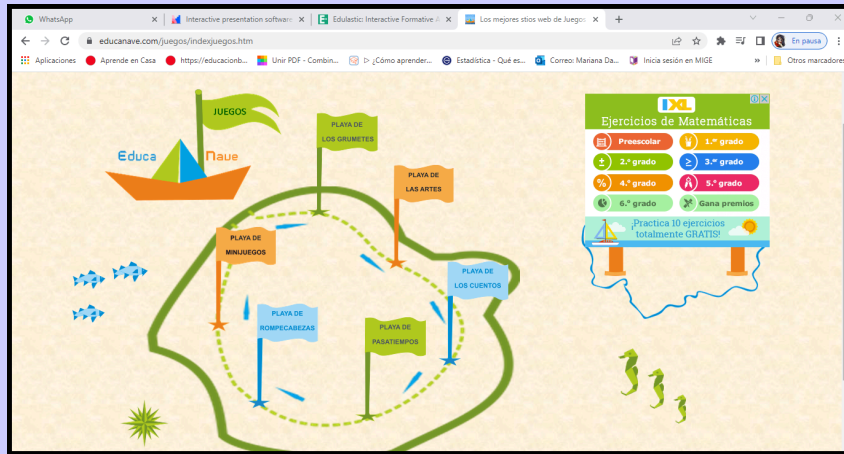 WhatsApp
Interactive presentation software
Edulastic: Interactive Formative A
Los mejores stios web de Juegos
educanave.com/juegos/indexjuegos.htm
En pausa
Aplicaciones
Aprende en Casa
https://educacionb...
Unir PDF - Combin...
¿Cómo aprender...
Estadística - Qué es...
Correo: Mariana Da...
Inicia sesión en MIGE
»
Otros marcadores
JUEGOS
Educa Nave
PLAYA DE
LOS GRUMETES
PLAYA DE
LAS ARTES
PLAYA DE
MINIJUEGOS
PLAYA DE
LOS CUENTOS
PLAYA DE
ROMPECABEZAS
PLAYA DE
PASATIEMPOS
IXL
Ejercicios de Matemáticas
Preescolar
1.er grado
2.º grado
3.er grado
4.º grado
5.º grado
6.º grado
Gana premios
¡Practica 10 ejercicios
totalmente GRATIS!